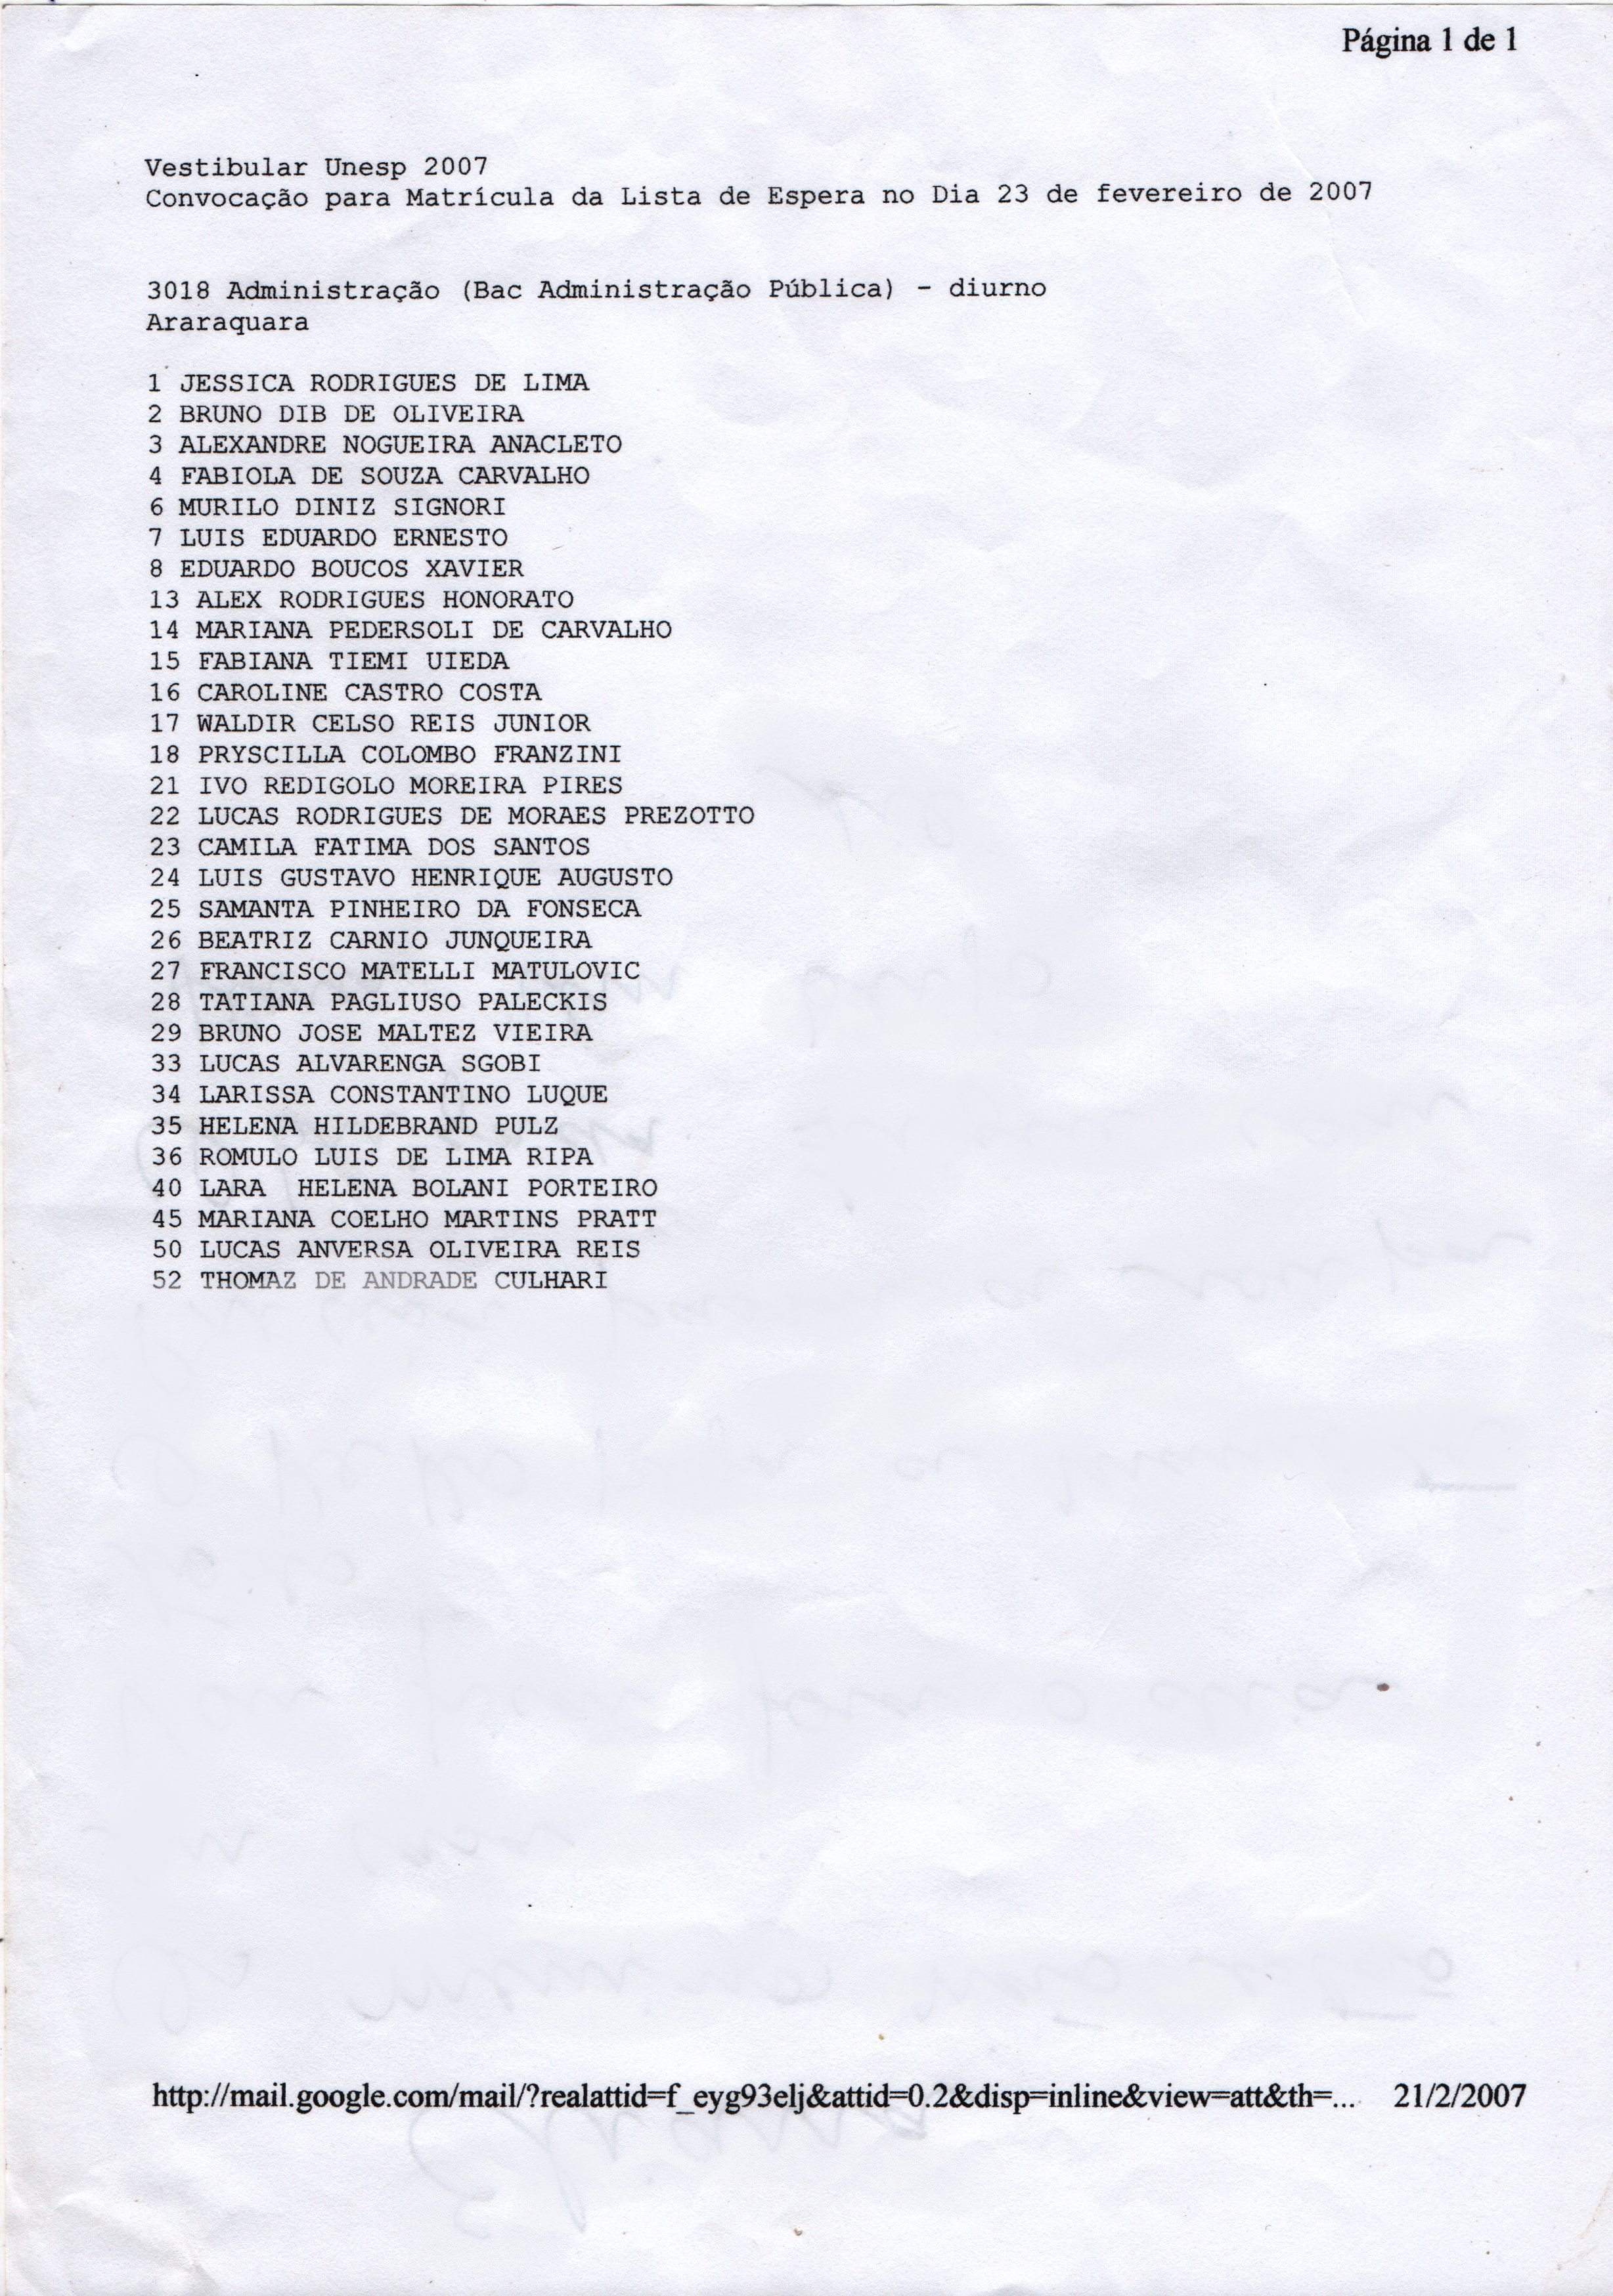 Página 1 de 1
Vestibular Unesp 2007
Convocação para Matrícula da Lista de Espera no Dia 23 de fevereiro de 2007
3018 Administração (Bac Administração Pública) - diurno
Araraquara
1 JESSICA RODRIGUES DE LIMA
2 BRUNO DIB DE OLIVEIRA
3 ALEXANDRE NOGUEIRA ANACLETO
4 FABIOLA DE SOUZA CARVALHO
6 MURILO DINIZ SIGNORI
7 LUIS EDUARDO ERNESTO
8 EDUARDO BOUCOS XAVIER
13 ALEX RODRIGUES HONORATO
14 MARIANA PEDERSOLI DE CARVALHO
15 FABIANA TIEMI UIEDA
16 CAROLINE CASTRO COSTA
17 WALDIR CELSO REIS JUNIOR
18 PRYSCILLA COLOMBO FRANZINI
21 IVO REDIGOLO MOREIRA PIRES
22 LUCAS RODRIGUES DE MORAES PREZOTTO
23 CAMILA FATIMA DOS SANTOS
24 LUIS GUSTAVO HENRIQUE AUGUSTO
25 SAMANTA PINHEIRO DA FONSECA
26 BEATRIZ CARNIO JUNQUEIRA
27 FRANCISCO MATELLI MATULOVIC
28 TATIANA PAGLIUSO PALECKIS
29 BRUNO JOSE MALTEZ VIEIRA
33 LUCAS ALVARENGA SGOBI
34 LARISSA CONSTANTINO LUQUE
35 HELENA HILDEBRAND PULZ
36 ROMULO LUIS DE LIMA RIPA
40 LARA  HELENA BOLANI PORTEIRO
45 MARIANA COELHO MARTINS PRATT
50 LUCAS ANVERSA OLIVEIRA REIS
52 THOMAZ DE ANDRADE CULHARI
http://mail.google.com/mail/?realattid=f_eyg93elj&attid=0.2&disp=inline&view=att&th=... 21/2/2007